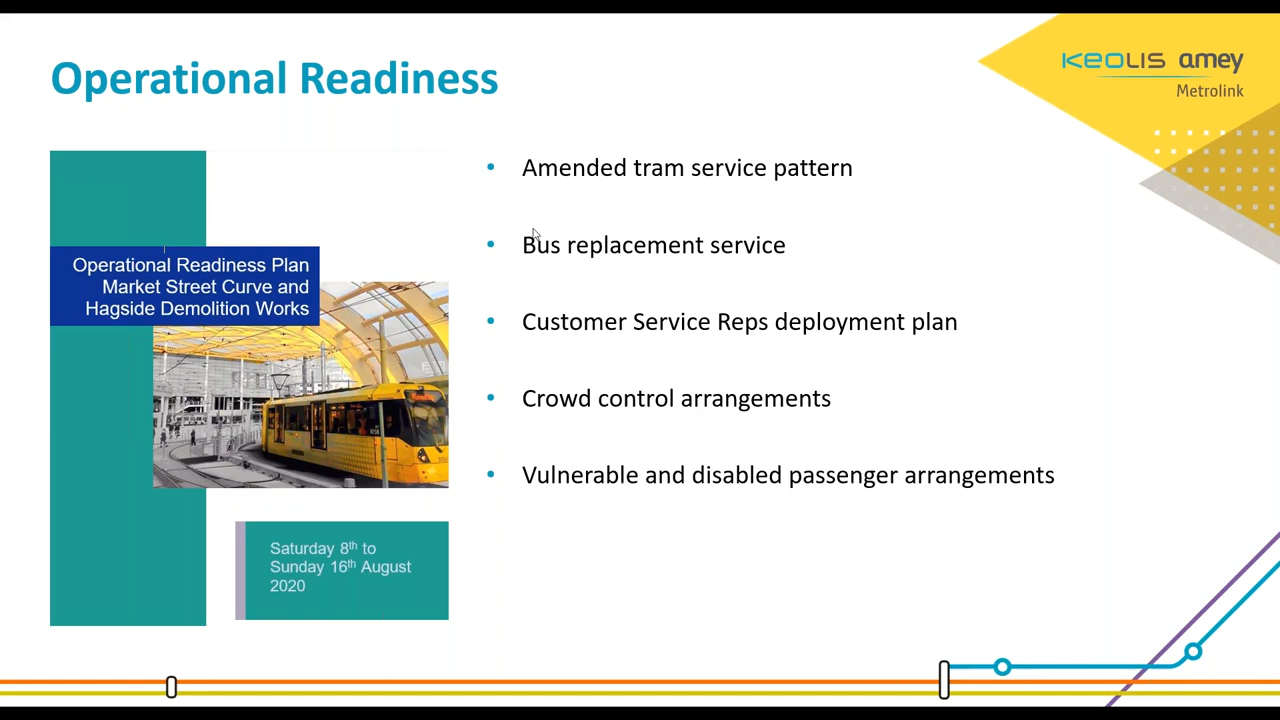 Operational Readiness
KEOLIS amey
Metrolink
Operational Readiness Plan
Market Street Curve and
Hagside Demolition Works
Saturday 8th to
Sunday 16th August
2020
• Amended tram service pattern
• Bus replacement service
• Customer Service Reps deployment plan
• Crowd control arrangements
• Vulnerable and disabled passenger arrangements